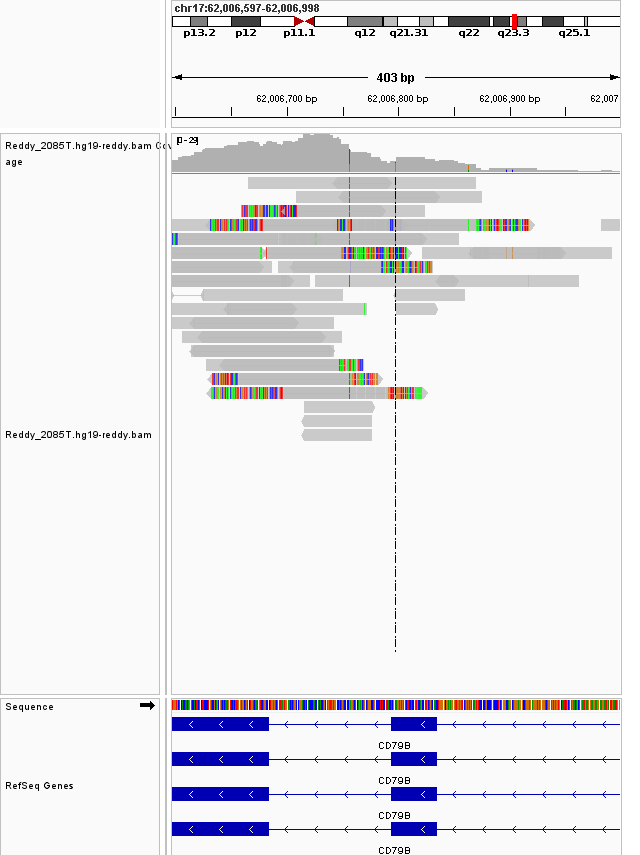 chr17:62,006,597-62,006,998
p13.2 p12 p11.1 q12 q21.31 q22 q23.3 q25.1
403 bp
62,006,700 bp 62,006,800 bp 62,006,900 bp 62,007
Reddy_2085T.hg19-reddy.bam Cov
age
[0-29]
Reddy_2085T.hg19-reddy.bam
Sequence
CD79B
CD79B
RefSeq Genes
CD79B
CD79B